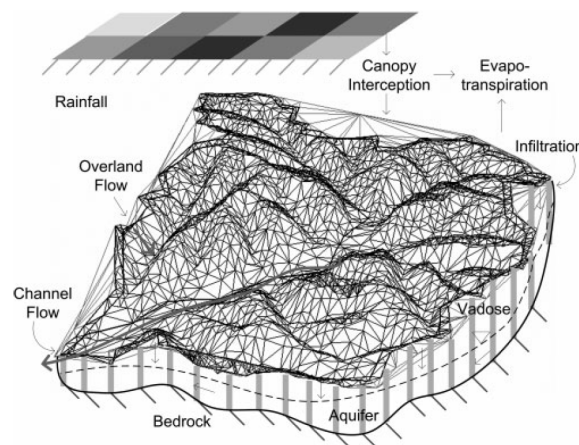 Canopy
Interception
Evapo-
transpiration
Rainfall
Infiltration
Overland
Flow
Channel
Flow
Vadose
Bedrock
Aquifer